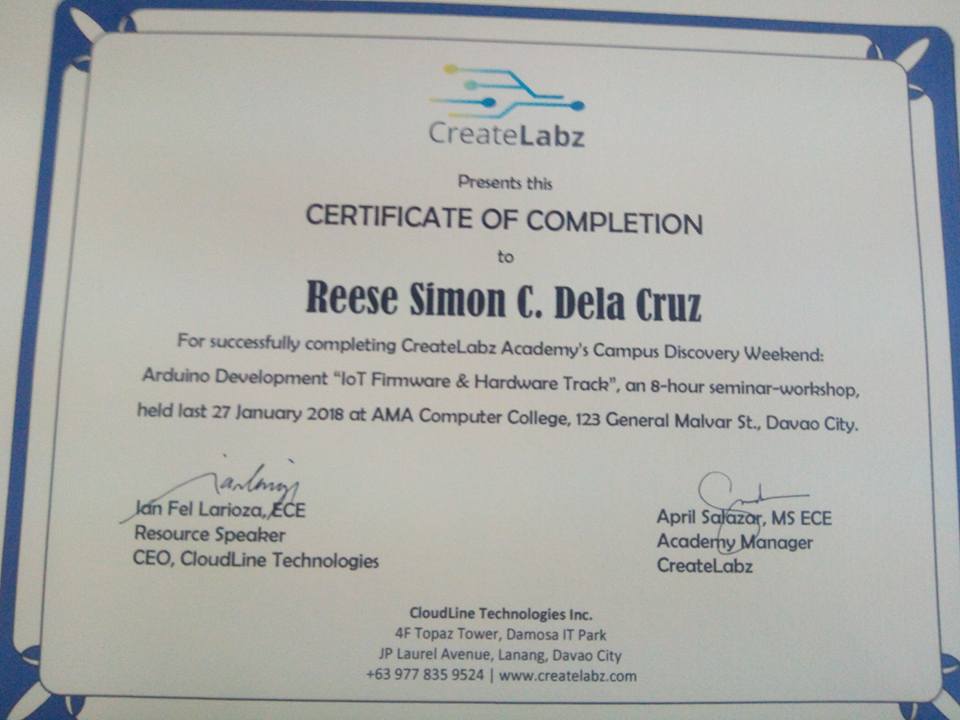 CreateLabz
Presents this
CERTIFICATE OF COMPLETION
to
Reese Simon C. Dela Cruz
For successfully completing CreateLabz Academy's Campus Discovery Weekend:
Arduino Development "IoT Firmware & Hardware Track", an 8-hour seminar-workshop,
held last 27 January 2018 at AMA Computer College, 123 General Malvar St., Davao City.
Ian Fel Larioza, ECE
Resource Speaker
CEO, CloudLine Technologies
April Salazar, MS ECE
Academy Manager
CreateLabz
CloudLine Technologies Inc.
4F Topaz Tower, Damosa IT Park
JP Laurel Avenue, Lanang, Davao City
+63 977 835 9524 | www.createlabz.com